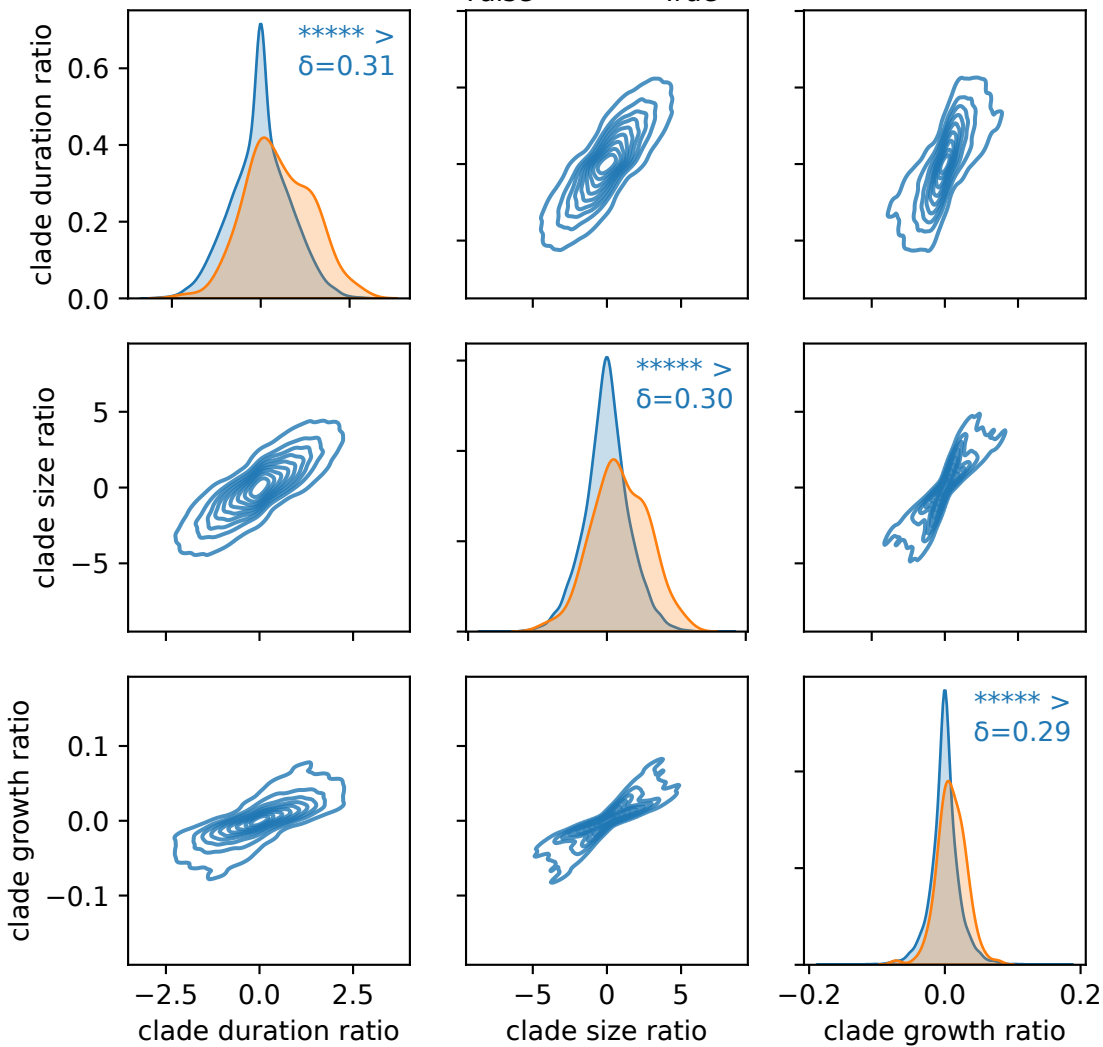 ***** >
δ=0.31
0.6
0.4
0.2
0.0
clade duration ratio
***** >
δ=0.30
5
0
−5
clade size ratio
***** >
δ=0.29
0.1
0.0
−0.1
clade growth ratio
−2.5 0.0 2.5
−5 0 5
−0.2 0.0 0.2
clade duration ratio
clade size ratio
clade growth ratio